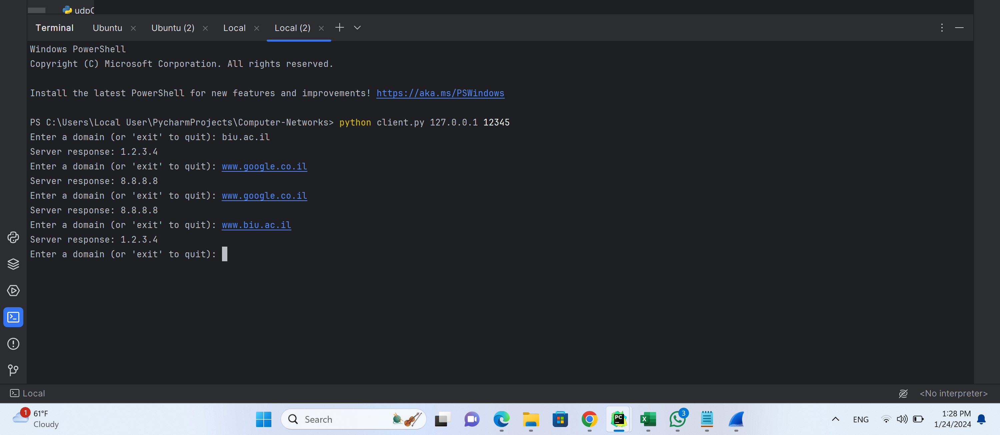 udpC
Terminal Ubuntu Ubuntu (2) Local Local (2)
Windows PowerShell
Copyright (C) Microsoft Corporation. All rights reserved.
Install the latest PowerShell for new features and improvements! https://aka.ms/PSWindows
PS C:\Users\Local User\PycharmProjects\Computer-Networks> python client.py 127.0.0.1 12345
Enter a domain (or 'exit' to quit): biu.ac.il
Server response: 1.2.3.4
Enter a domain (or 'exit' to quit): www.google.co.il
Server response: 8.8.8.8
Enter a domain (or 'exit' to quit): www.google.co.il
Server response: 8.8.8.8
Enter a domain (or 'exit' to quit): www.biu.ac.il
Server response: 1.2.3.4
Enter a domain (or 'exit' to quit):
Local <No interpreter>
1 61°F
Cloudy
Search
PC
X
3
ENG
1:28 PM
1/24/2024